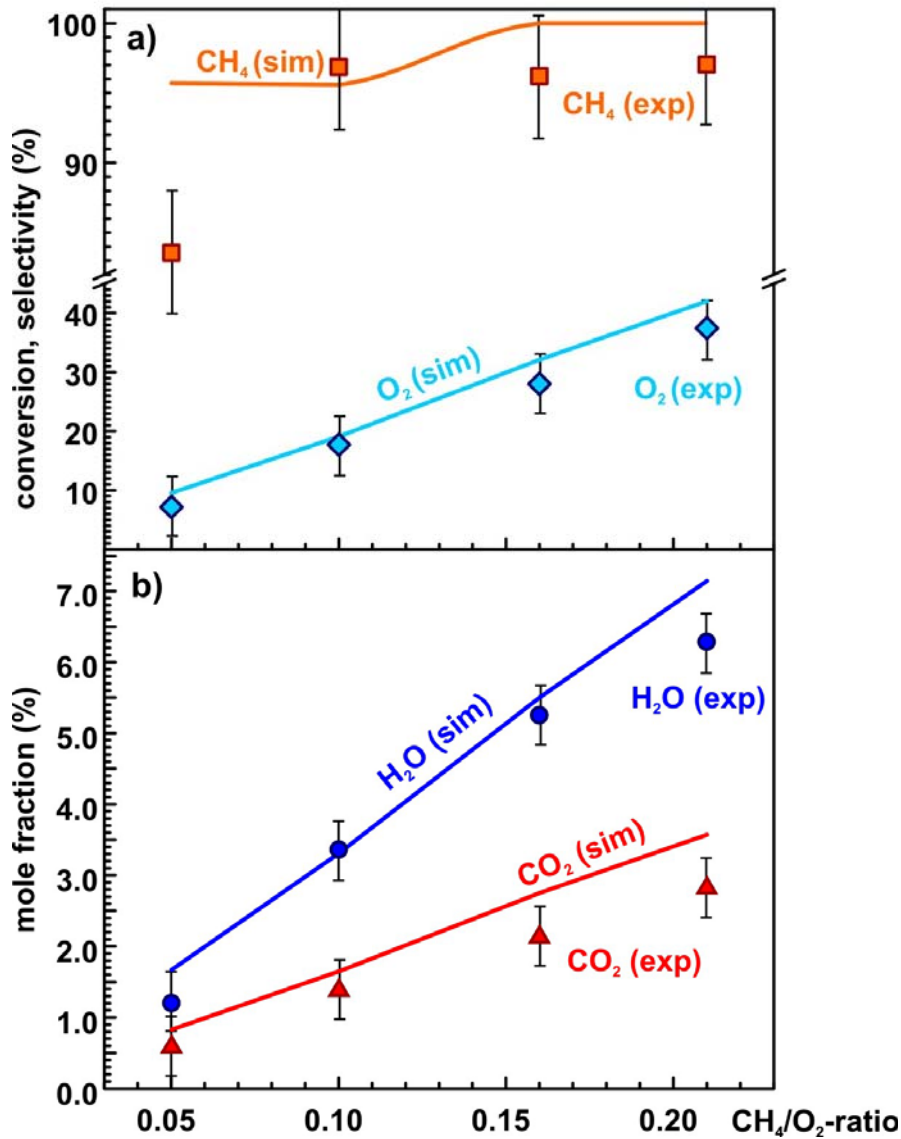 a)
conversion, selectivity (%)
100
90
40
30
20
10
CH₄ (sim)
CH₄ (exp)
O₂ (sim)
O₂ (exp)
b)
mole fraction (%)
7.0
6.0
5.0
4.0
3.0
2.0
1.0
0.0
H₂O (sim)
H₂O (exp)
CO₂ (sim)
CO₂ (exp)
0.05 0.10 0.15 0.20 CH₄/O₂-ratio